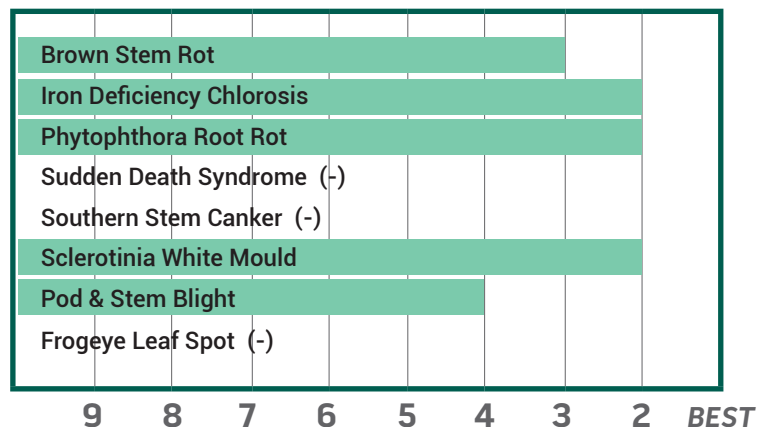 Brown Stem Rot
Iron Deficiency Chlorosis
Phytophthora Root Rot
Sudden Death Syndrome (-)
Southern Stem Canker (-)
Sclerotinia White Mould
Pod & Stem Blight
Frogeye Leaf Spot (-)
9 8 7 6 5 4 3 2 BEST